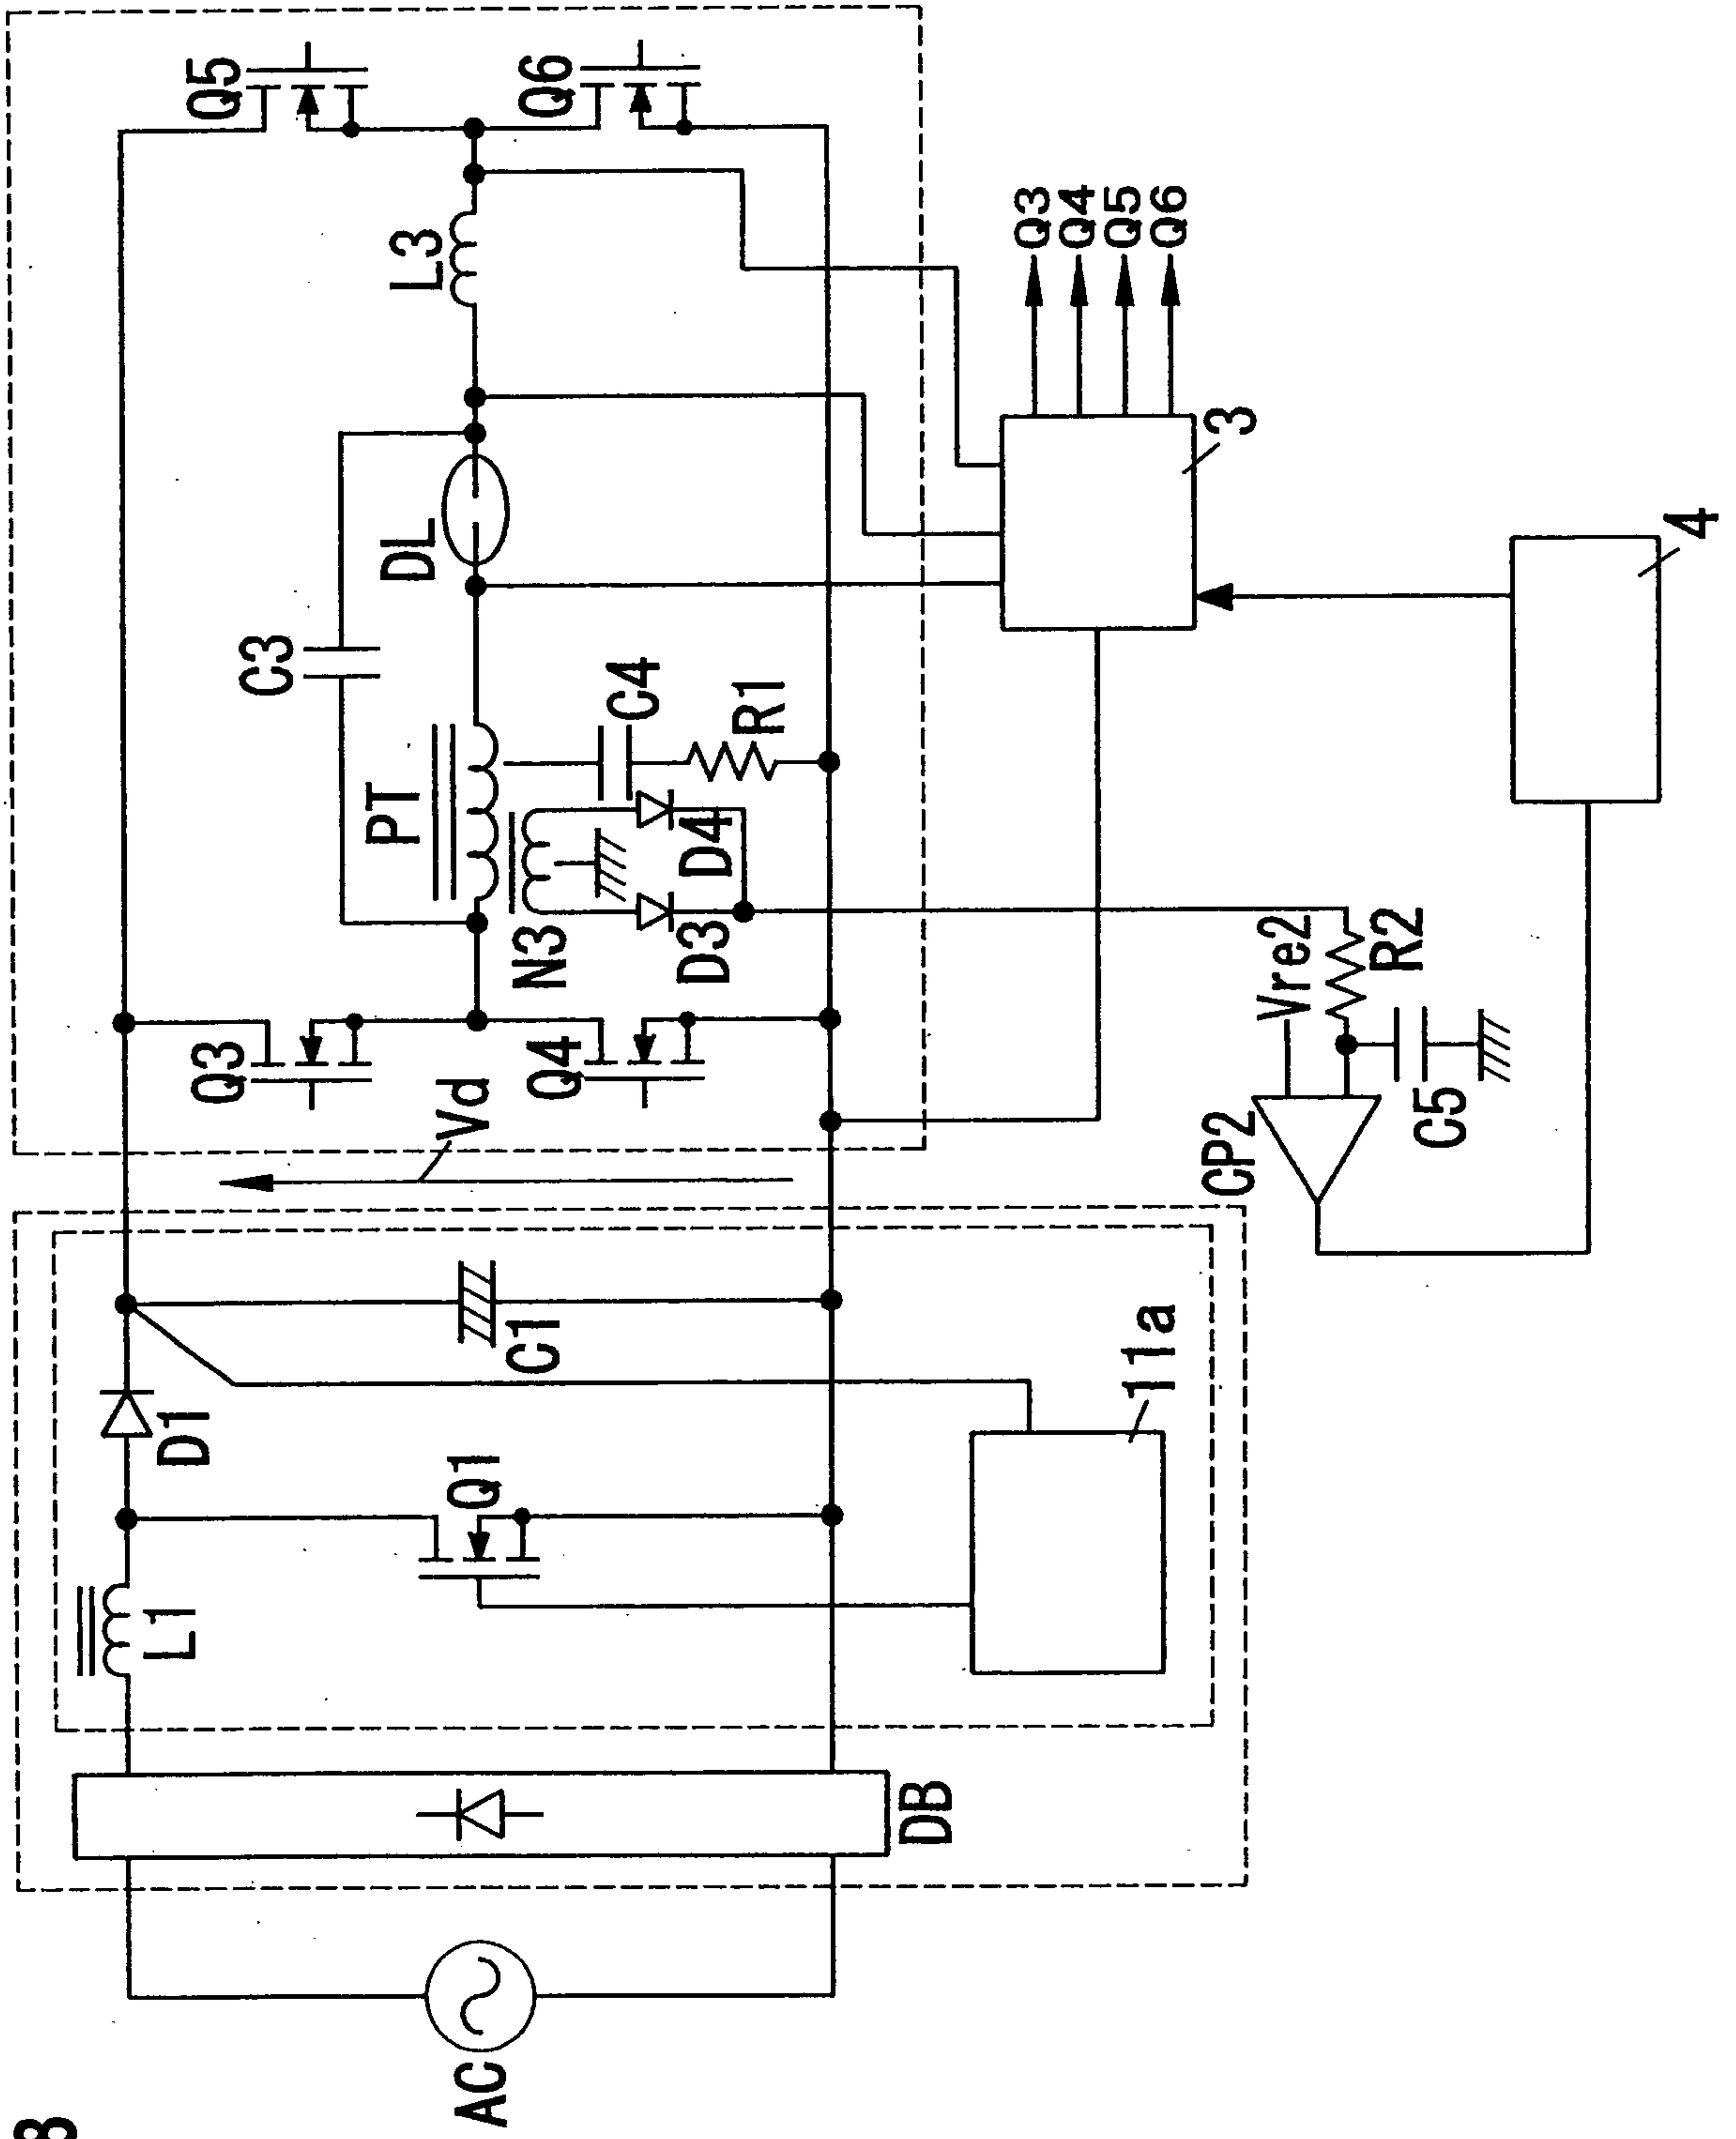 8
AC
DB
L1
D1
Q1
11a
C1
Vd
Q3
Q4
PT
N3
C3
C4
R1
D3
D4
DL
L3
Q5
Q6
Q3
Q4
Q5
Q6
3
4
Vre2
R2
CP2
C5